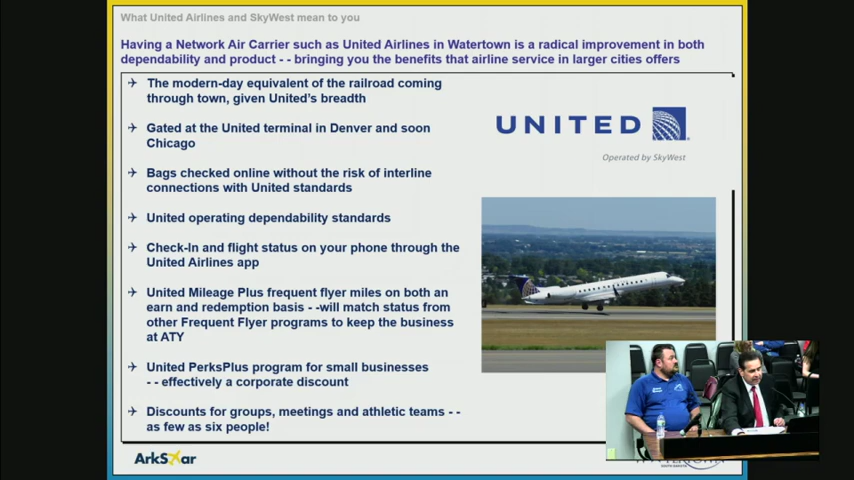 What United Airlines and SkyWest mean to you
Having a Network Air Carrier such as United Airlines in Watertown is a radical improvement in both
dependability and product - - bringing you the benefits that airline service in larger cities offers
The modern-day equivalent of the railroad coming
through town, given United's breadth
Gated at the United terminal in Denver and soon
Chicago
Bags checked online without the risk of interline
connections with United standards
United operating dependability standards
Check-In and flight status on your phone through the
United Airlines app
United Mileage Plus frequent flyer miles on both an
earn and redemption basis - -will match status from
other Frequent Flyer programs to keep the business
at ATY
United PerksPlus program for small businesses
- - effectively a corporate discount
Discounts for groups, meetings and athletic teams - -
as few as six people!
UNITED
Operated by SkyWest
ArkStar
SOUTH DAKOTA